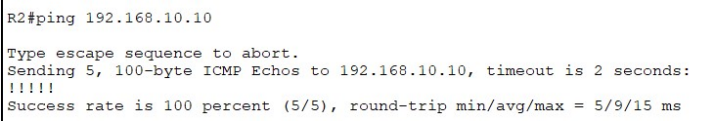 R2#ping 192.168.10.10
Type escape sequence to abort.
Sending 5, 100-byte ICMP Echos to 192.168.10.10, timeout is 2 seconds:
!!!!!
Success rate is 100 percent (5/5), round-trip min/avg/max = 5/9/15 ms